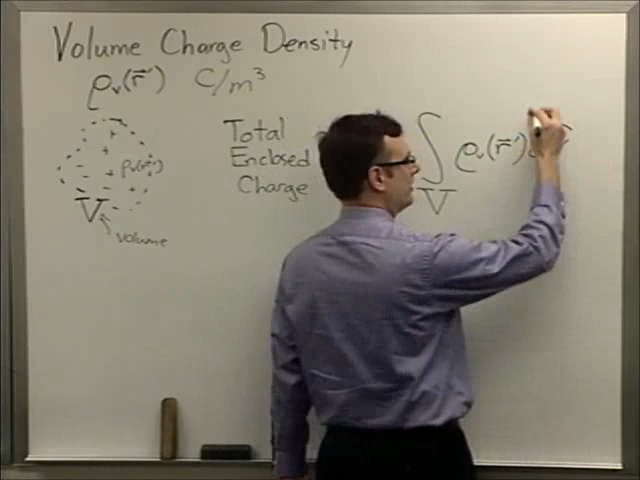 Volume Charge Density
ρᵥ(r⃗′) C/m³
Total
Enclosed
Charge
∫ ρᵥ(r⃗′)
V
+
+
+
+
ρᵥ(r⃗′)
+
+
V
volume